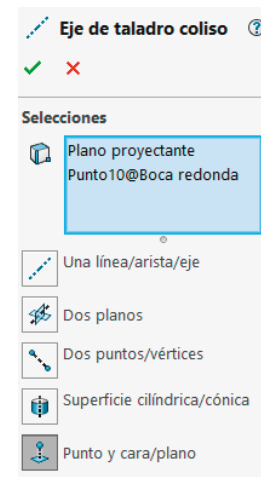 Eje de taladro coliso
Selecciones
Plano proyectante
Punto10@Boca redonda
Una línea/arista/eje
Dos planos
Dos puntos/vértices
Superficie cilíndrica/cónica
Punto y cara/plano